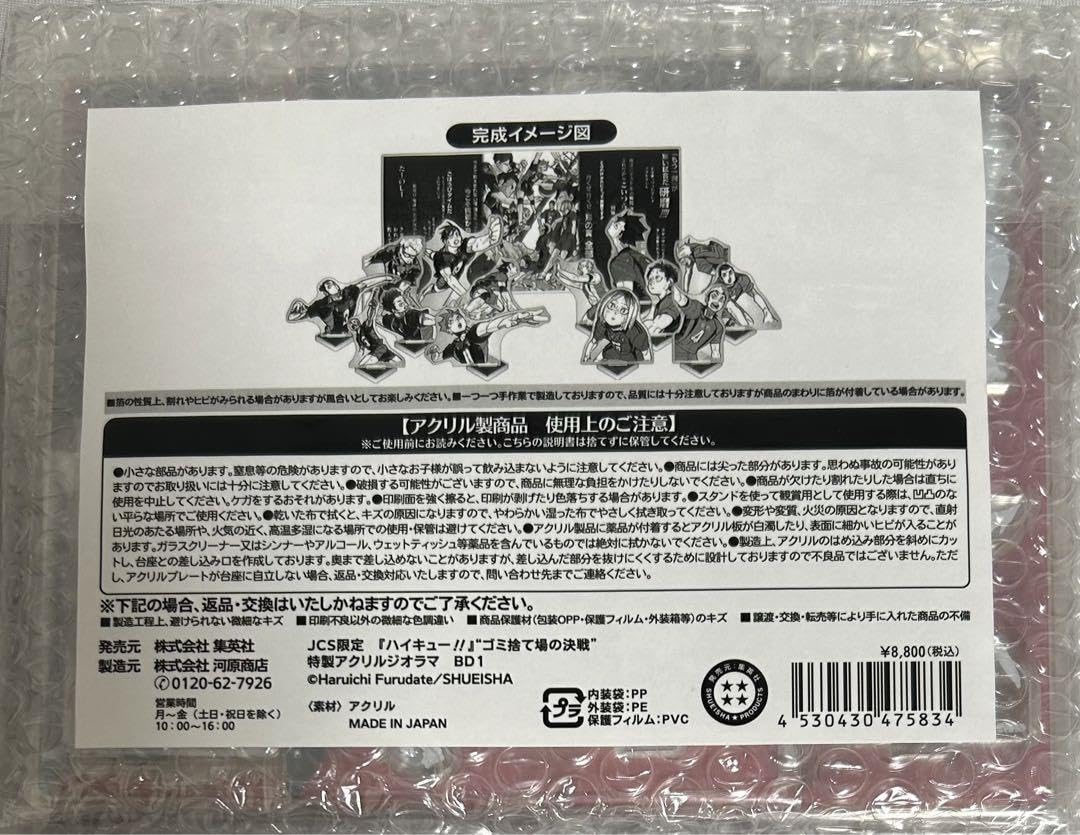 完成イメージ図
研磨!!!
たーいしー
■箔の性質上、割れやヒビがみられる場合がありますが風合いとしてお楽しみください。■一つ一つ手作業で製造しておりますので、品質には十分注意しておりますが商品のまわりに箔が付着している場合があります。
【アクリル製商品 使用上のご注意】
※ご使用前にお読みください。こちらの説明書は捨てずに保管してください。
●小さな部品があります。窒息等の危険がありますので、小さなお子様が誤って飲み込まないように注意してください。●商品には尖った部分があります。思わぬ事故の可能性があり
ますのでお取り扱いには十分に注意してください。●破損する可能性がございますので、商品に無理な負担をかけたりしないでください。●商品が欠けたり割れたりした場合は直ちに
使用を中止してください。ケガをするおそれがあります。●印刷面を強く擦ると、印刷が剥げたり色落ちする場合があります。●スタンドを使って観賞用として使用する際は、凹凸のな
い平らな場所でご使用ください。●乾いた布で拭くと、キズの原因になりますので、やわらかい湿った布でやさしく拭き取ってください。●変形や変質、火災の原因となりますので、直射
日光のあたる場所や、火気の近く、高温多湿になる場所での使用・保管は避けてください。●アクリル製品に薬品が付着するとアクリル板が白濁したり、表面に細かいヒビが入ることが
あります。ガラスクリーナー又はシンナーやアルコール、ウェットティッシュ等薬品を含んでいるものでは絶対に拭かないでください。●製造上、アクリルのはめ込み部分を斜めにカッ
トし、台座との差し込み口を作成しております。奥まで差し込めないことがありますが、差し込んだ部分を抜けにくくするために設計しておりますので不良品ではございません。ただ
し、アクリルプレートが台座に自立しない場合、返品・交換対応いたしますので、問い合わせ先までご連絡ください。
※下記の場合、返品・交換はいたしかねますのでご了承ください。
■製造工程上、避けられない微細なキズ ■印刷不良以外の微細な色調違い ■商品保護材(包装OPP・保護フィルム・外装箱等)のキズ ■譲渡・交換・転売等により手に入れた商品の不備
発売元 株式会社 集英社
製造元 株式会社 河原商店
✆0120-62-7926
営業時間
月~金(土日・祝日を除く)
10:00~16:00
JCS限定 『ハイキュー!!』“ゴミ捨て場の決戦”
特製アクリルジオラマ BD1
©Haruichi Furudate/SHUEISHA
〈素材〉アクリル
MADE IN JAPAN
プラ
内装袋:PP
外装袋:PE
保護フィルム:PVC
発売元:集英社
SHUEISHA★PRODUCTS
¥8,800(税込)
4 530430 475834